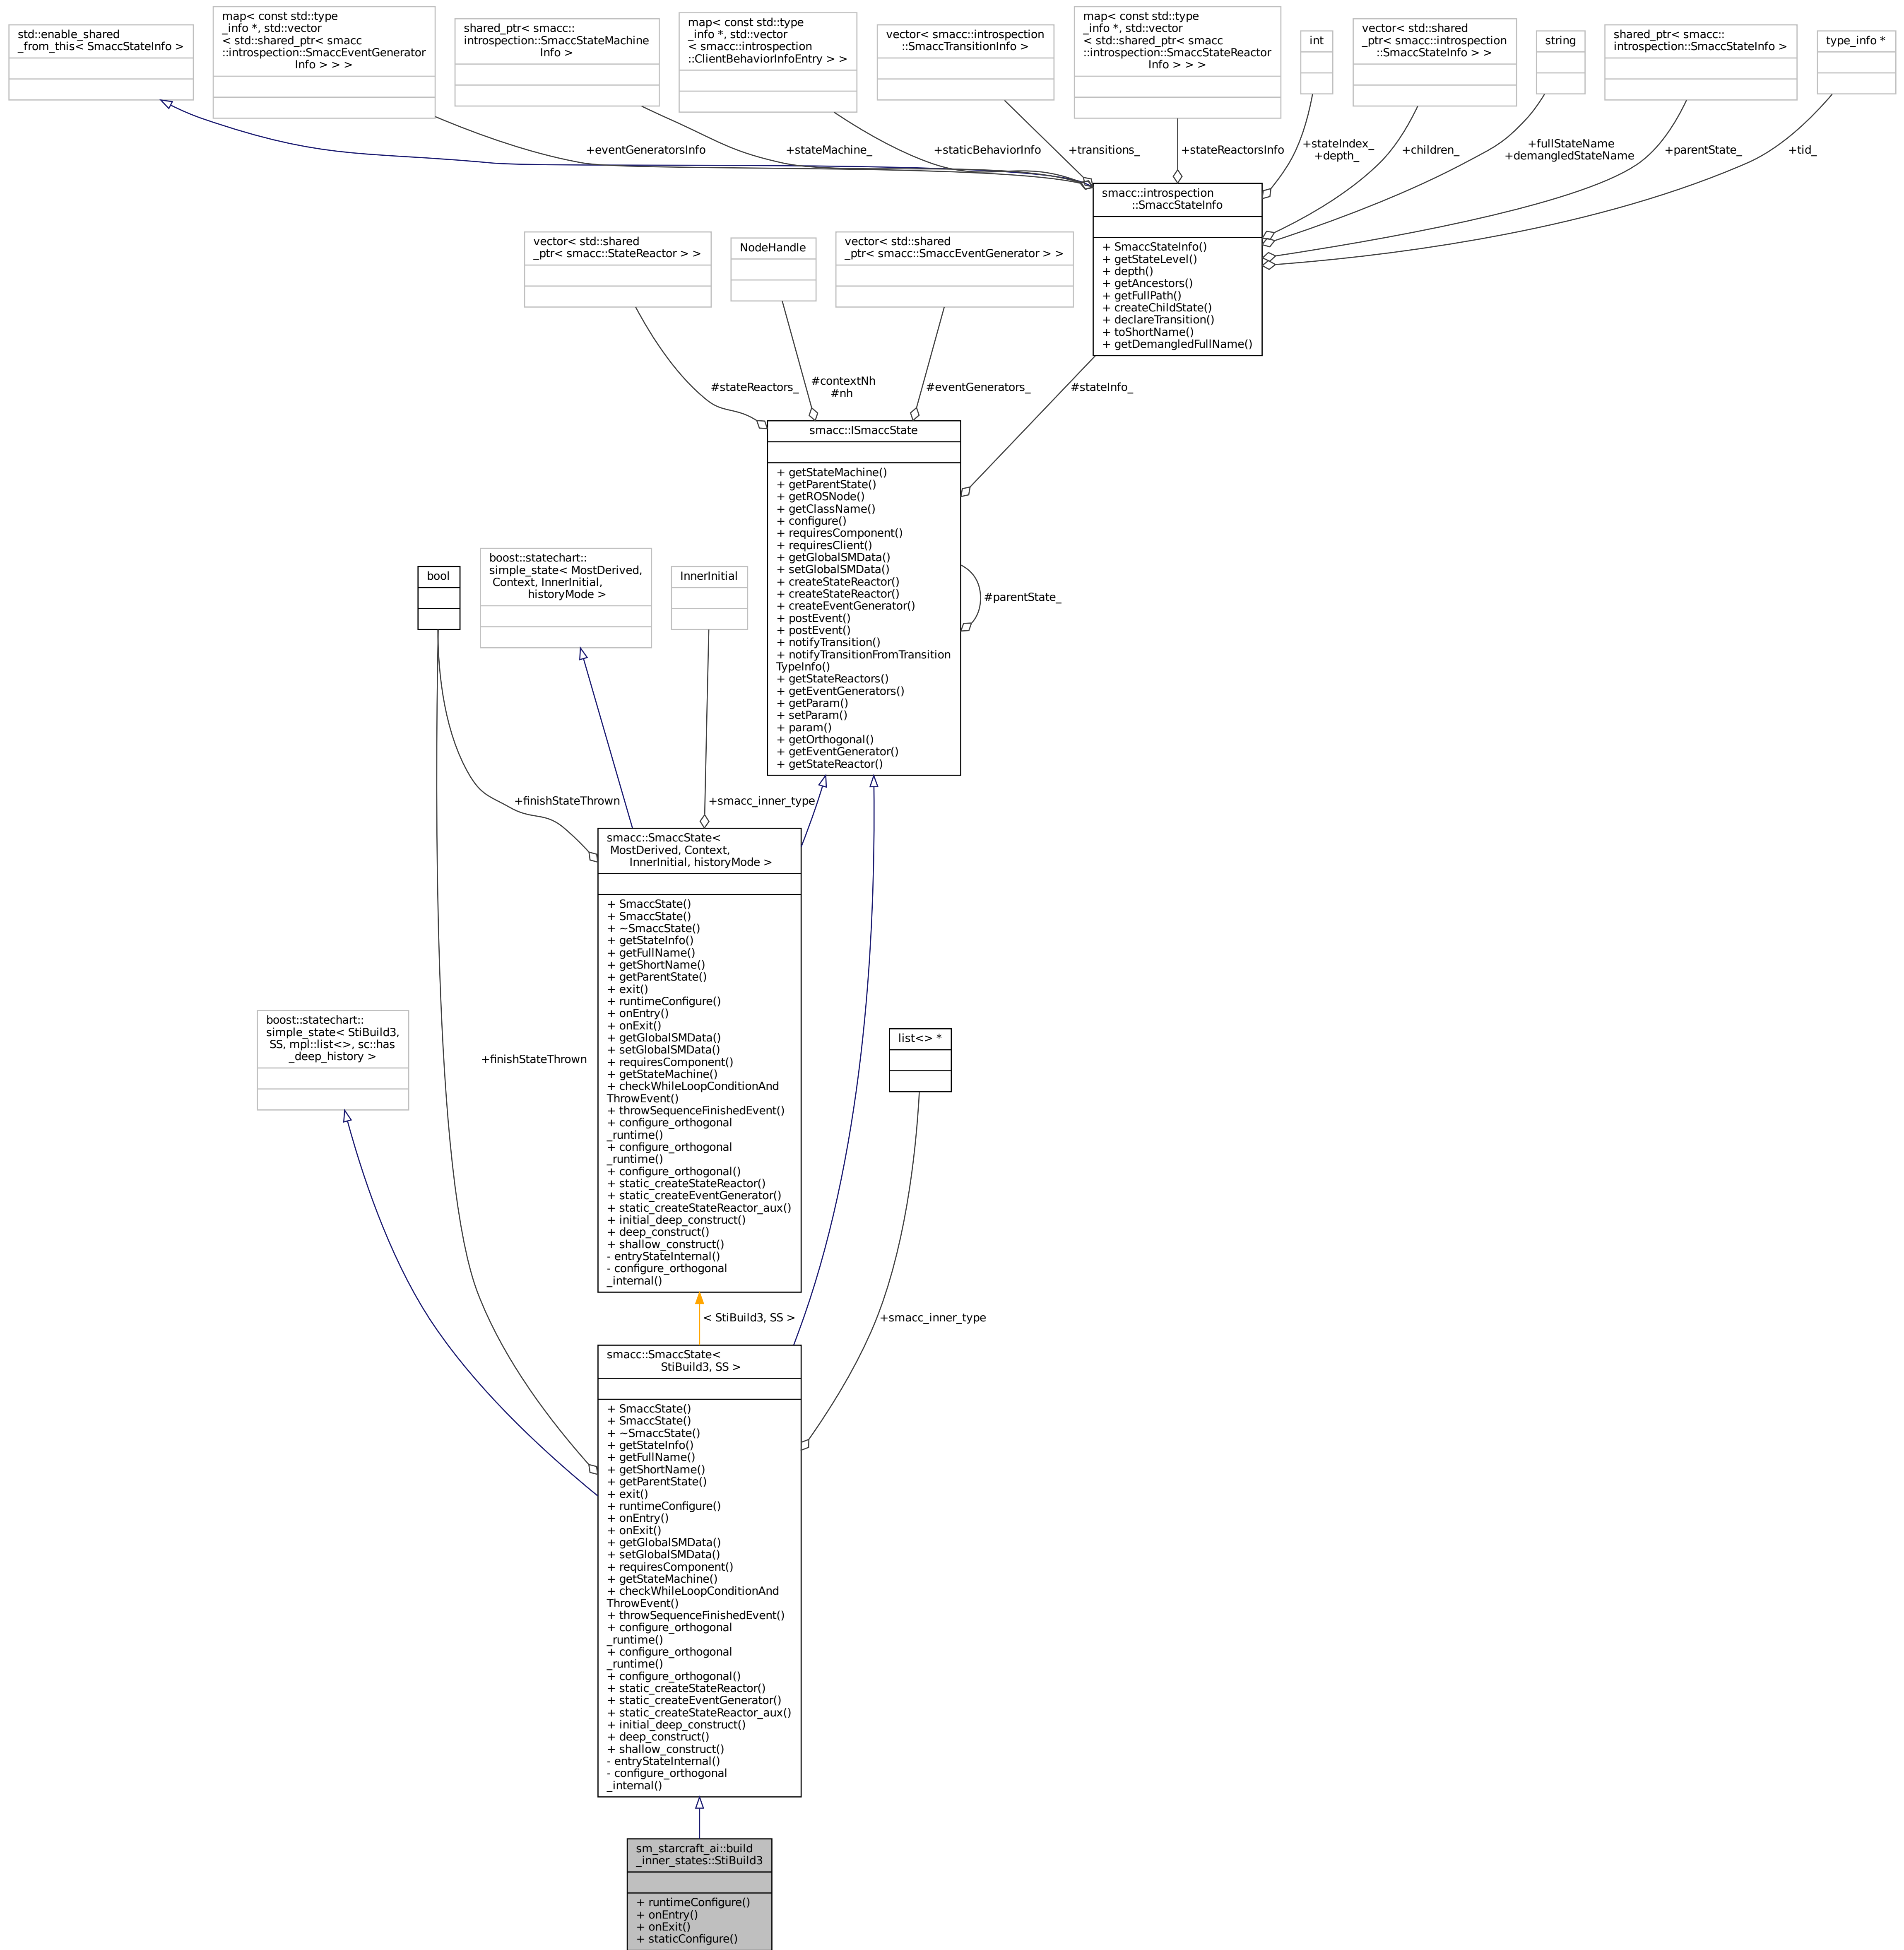 std::enable_shared
_from_this< SmaccStateInfo >
map< const std::type
_info *, std::vector
< std::shared_ptr< smacc
::introspection::SmaccEventGenerator
Info > > >
shared_ptr< smacc::
introspection::SmaccStateMachine
Info >
map< const std::type
_info *, std::vector
< smacc::introspection
::ClientBehaviorInfoEntry > >
vector< smacc::introspection
::SmaccTransitionInfo >
map< const std::type
_info *, std::vector
< std::shared_ptr< smacc
::introspection::SmaccStateReactor
Info > > >
int
vector< std::shared
_ptr< smacc::introspection
::SmaccStateInfo > >
string
shared_ptr< smacc::
introspection::SmaccStateInfo >
type_info *
+eventGeneratorsInfo
+stateMachine_
+staticBehaviorInfo
+transitions_
+stateReactorsInfo
+stateIndex_
+depth_
+children_
+fullStateName
+demangledStateName
+parentState_
+tid_
smacc::introspection
::SmaccStateInfo
+ SmaccStateInfo()
+ getStateLevel()
+ depth()
+ getAncestors()
+ getFullPath()
+ createChildState()
+ declareTransition()
+ toShortName()
+ getDemangledFullName()
vector< std::shared
_ptr< smacc::StateReactor > >
NodeHandle
vector< std::shared
_ptr< smacc::SmaccEventGenerator > >
#stateReactors_
#contextNh
#nh
#eventGenerators_
#stateInfo_
smacc::ISmaccState
+ getStateMachine()
+ getParentState()
+ getROSNode()
+ getClassName()
+ configure()
+ requiresComponent()
+ requiresClient()
+ getGlobalSMData()
+ setGlobalSMData()
+ createStateReactor()
+ createStateReactor()
+ createEventGenerator()
+ postEvent()
+ postEvent()
+ notifyTransition()
+ notifyTransitionFromTransition
TypeInfo()
+ getStateReactors()
+ getEventGenerators()
+ getParam()
+ setParam()
+ param()
+ getOrthogonal()
+ getEventGenerator()
+ getStateReactor()
#parentState_
bool
boost::statechart::
simple_state< MostDerived,
Context, InnerInitial,
historyMode >
InnerInitial
+finishStateThrown
+smacc_inner_type
smacc::SmaccState<
MostDerived, Context,
InnerInitial, historyMode >
+ SmaccState()
+ SmaccState()
+ ~SmaccState()
+ getStateInfo()
+ getFullName()
+ getShortName()
+ getParentState()
+ exit()
+ runtimeConfigure()
+ onEntry()
+ onExit()
+ getGlobalSMData()
+ setGlobalSMData()
+ requiresComponent()
+ getStateMachine()
+ checkWhileLoopConditionAnd
ThrowEvent()
+ throwSequenceFinishedEvent()
+ configure_orthogonal
_runtime()
+ configure_orthogonal
_runtime()
+ configure_orthogonal()
+ static_createStateReactor()
+ static_createEventGenerator()
+ static_createStateReactor_aux()
+ initial_deep_construct()
+ deep_construct()
+ shallow_construct()
- entryStateInternal()
- configure_orthogonal
_internal()
boost::statechart::
simple_state< StiBuild3,
SS, mpl::list<>, sc::has
_deep_history >
+finishStateThrown
list<> *
< StiBuild3, SS >
+smacc_inner_type
smacc::SmaccState<
StiBuild3, SS >
+ SmaccState()
+ SmaccState()
+ ~SmaccState()
+ getStateInfo()
+ getFullName()
+ getShortName()
+ getParentState()
+ exit()
+ runtimeConfigure()
+ onEntry()
+ onExit()
+ getGlobalSMData()
+ setGlobalSMData()
+ requiresComponent()
+ getStateMachine()
+ checkWhileLoopConditionAnd
ThrowEvent()
+ throwSequenceFinishedEvent()
+ configure_orthogonal
_runtime()
+ configure_orthogonal
_runtime()
+ configure_orthogonal()
+ static_createStateReactor()
+ static_createEventGenerator()
+ static_createStateReactor_aux()
+ initial_deep_construct()
+ deep_construct()
+ shallow_construct()
- entryStateInternal()
- configure_orthogonal
_internal()
sm_starcraft_ai::build
_inner_states::StiBuild3
+ runtimeConfigure()
+ onEntry()
+ onExit()
+ staticConfigure()